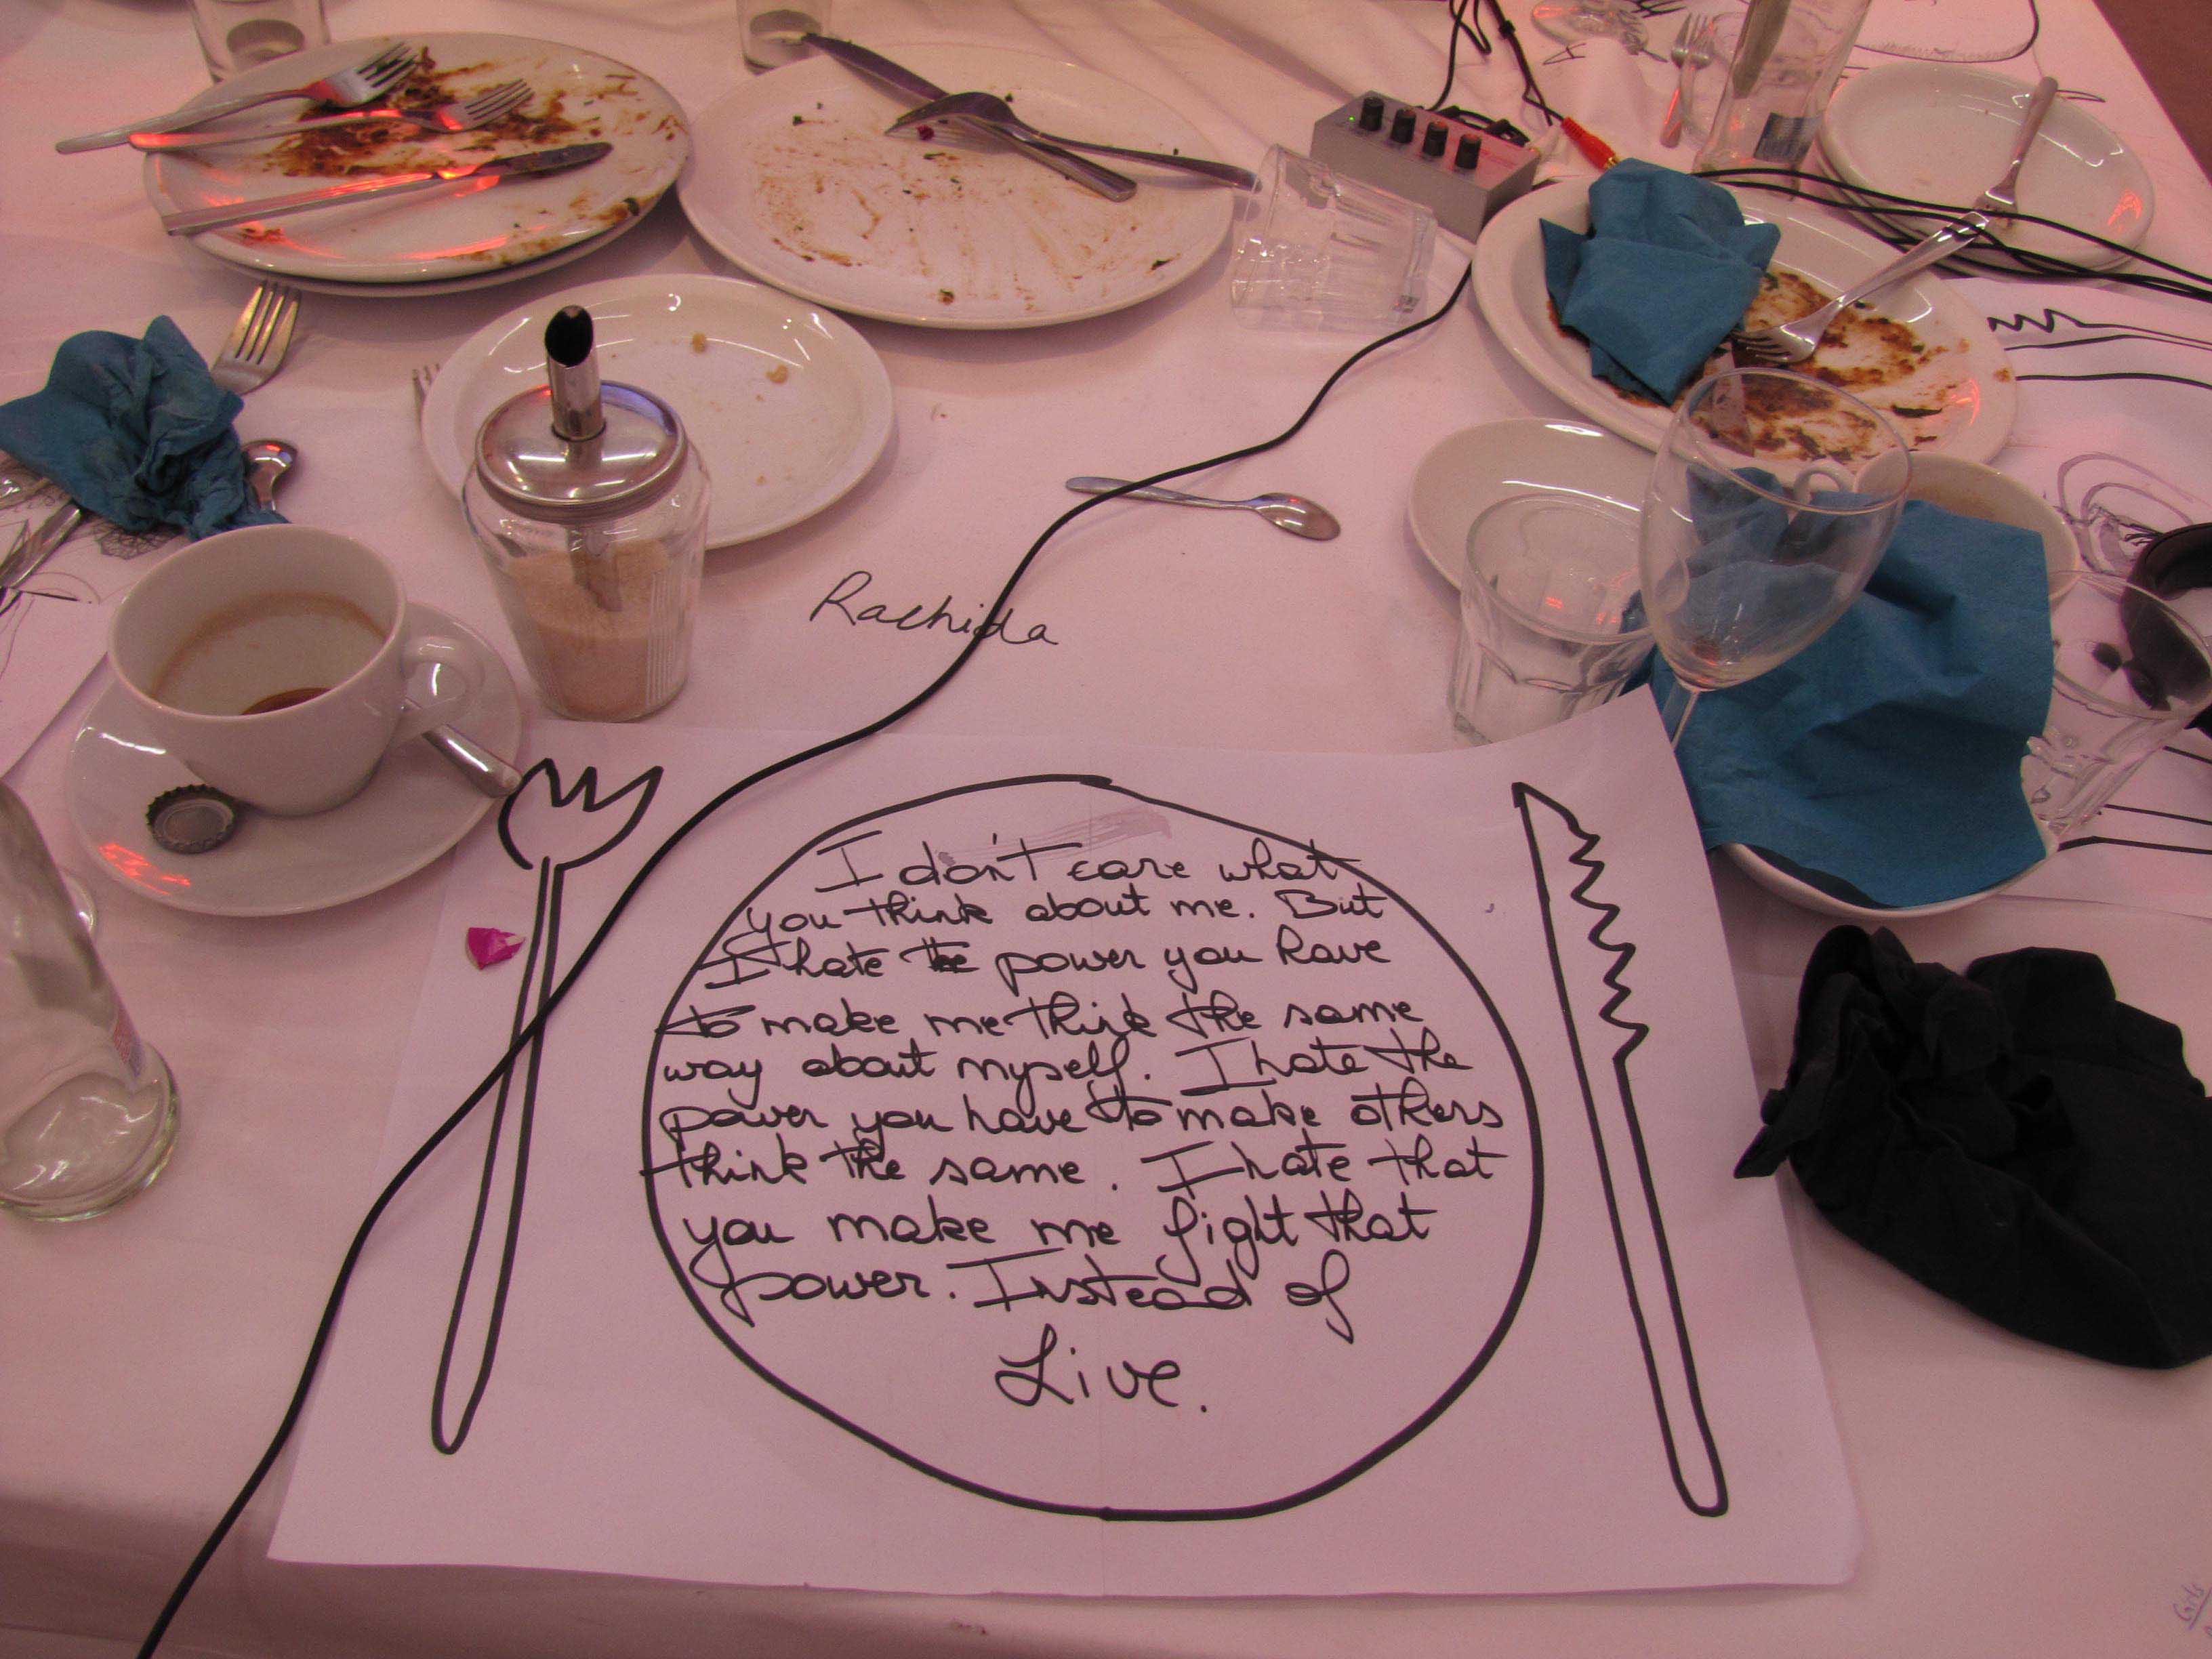 Rachida
I don't care what
you think about me. But
I hate the power you have
to make me think the same
way about myself. I hate the
power you have to make others
think the same. I hate that
you make me fight that
power. Instead of
Live.